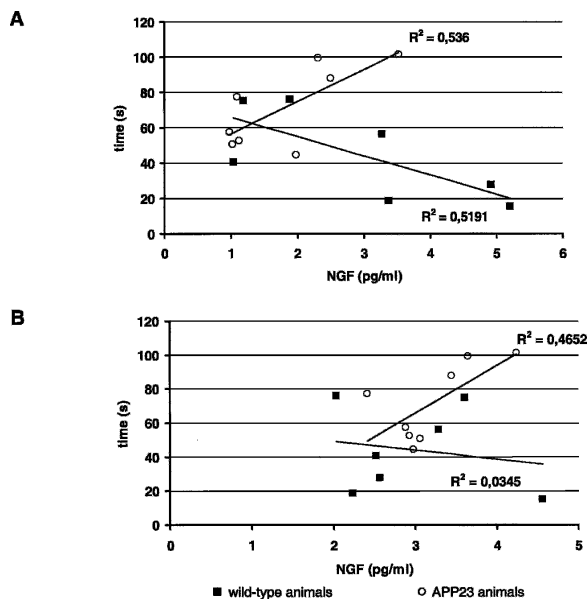 A
R² = 0,536
120
100
80
60
40
20
0
time (s)
R² = 0,5191
0 1 2 3 4 5 6
NGF (pg/ml)
B
R² = 0,4652
120
100
80
60
40
20
0
time (s)
R² = 0,0345
0 1 2 3 4 5
NGF (pg/ml)
wild-type animals
APP23 animals